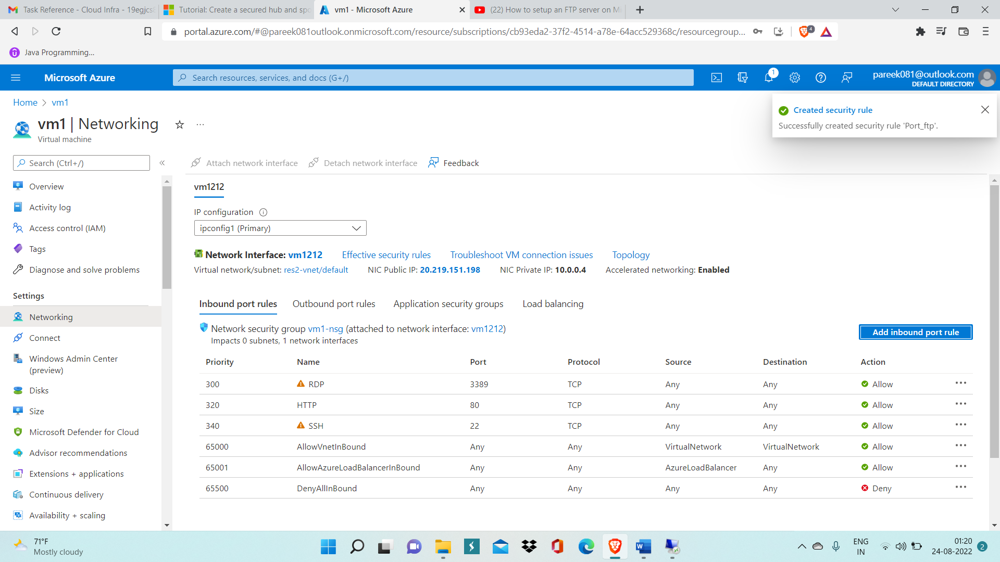 Task Reference - Cloud Infra - 19egjcs
Tutorial: Create a secured hub and spo
vm1 - Microsoft Azure
(22) How to setup an FTP server on Mi
portal.azure.com/#@pareek081outlook.onmicrosoft.com/resource/subscriptions/cb93eda2-37f2-4514-a78e-64acc529368c/resourcegroup...
4
Java Programming...
Microsoft Azure
Search resources, services, and docs (G+/)
1
pareek081@outlook.com
DEFAULT DIRECTORY
Home > vm1
Created security rule
Successfully created security rule 'Port_ftp'.
vm1 | Networking
Virtual machine
Search (Ctrl+/)
Attach network interface
Detach network interface
Feedback
Overview
Activity log
Access control (IAM)
Tags
Diagnose and solve problems
Settings
Networking
Connect
Windows Admin Center
(preview)
Disks
Size
Microsoft Defender for Cloud
Advisor recommendations
Extensions + applications
Continuous delivery
Availability + scaling
vm1212
IP configuration
ipconfig1 (Primary)
Network Interface: vm1212 Effective security rules Troubleshoot VM connection issues Topology
Virtual network/subnet: res2-vnet/default NIC Public IP: 20.219.151.198 NIC Private IP: 10.0.0.4 Accelerated networking: Enabled
Inbound port rules Outbound port rules Application security groups Load balancing
Network security group vm1-nsg (attached to network interface: vm1212)
Impacts 0 subnets, 1 network interfaces
Add inbound port rule
Priority Name Port Protocol Source Destination Action
300 RDP 3389 TCP Any Any Allow
320 HTTP 80 TCP Any Any Allow
340 SSH 22 TCP Any Any Allow
65000 AllowVnetInBound Any Any VirtualNetwork VirtualNetwork Allow
65001 AllowAzureLoadBalancerInBound Any Any AzureLoadBalancer Any Allow
65500 DenyAllInBound Any Any Any Any Deny
71°F
Mostly cloudy
ENG
IN
01:20
24-08-2022
2